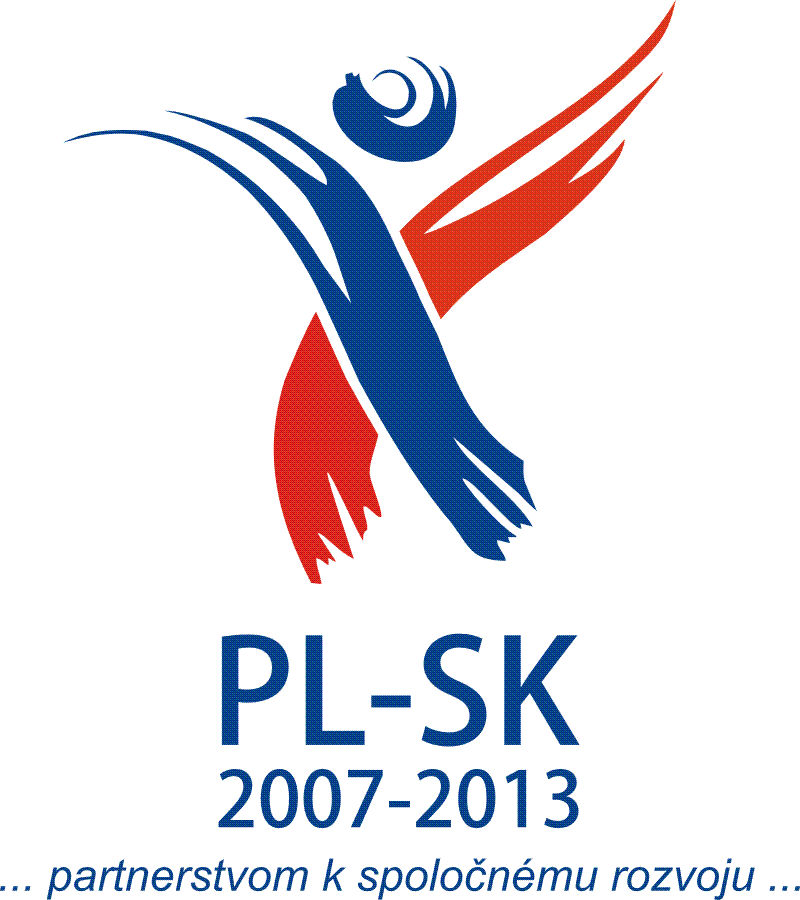 PL-SK
2007-2013
... partnerstvom k spoločnému rozvoju ...